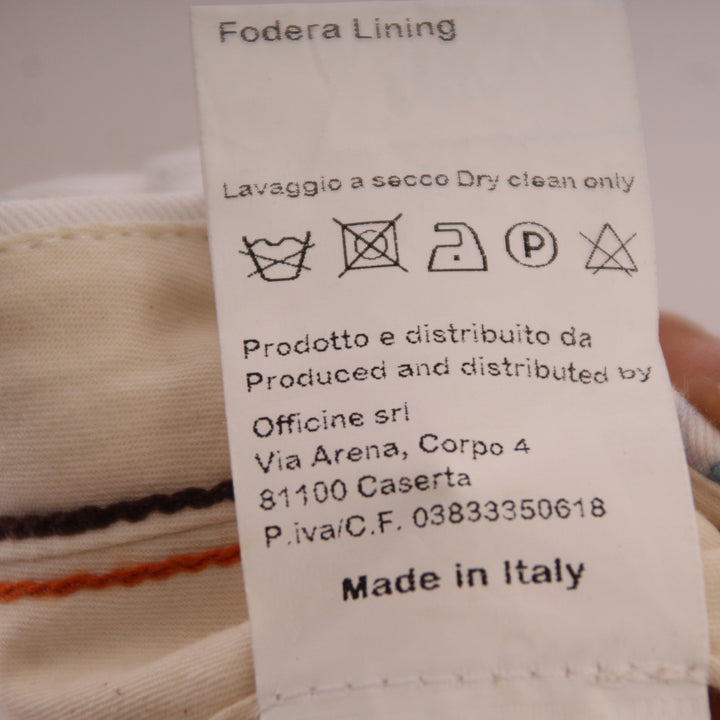 Fodera Lining
Lavaggio a secco Dry clean only
P
Prodotto e distribuito da
Produced and distributed by
Officine srl
Via Arena, Corpo 4
81100 Caserta
P.iva/C.F. 03833350618
Made in Italy